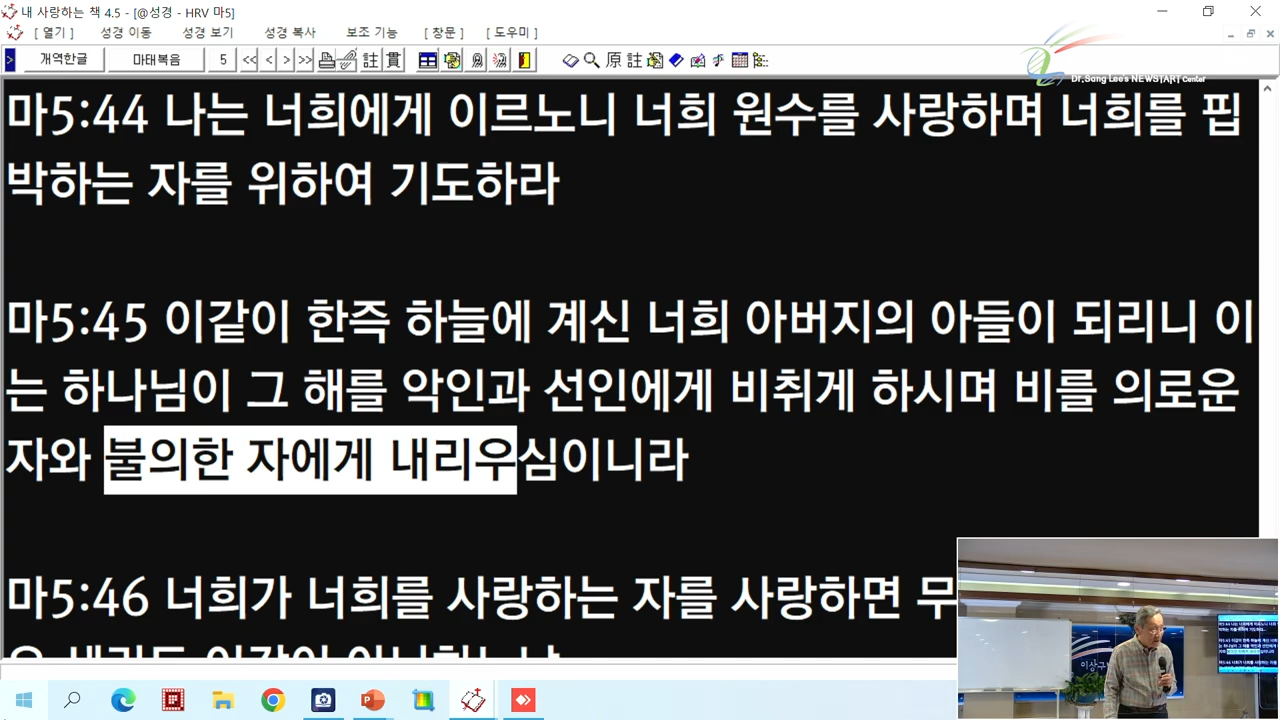 내 사랑하는 책 4.5 - [@성경 - HRV 마5]
[ 열기 ] 성경 이동 성경 보기 성경 복사 보조 기능 [ 창문 ] [ 도우미 ]
개역한글 마태복음 5 << < > >> 註 貫 原 註
Dr.Sang Lee's NEWSTART Center
마5:44 나는 너희에게 이르노니 너희 원수를 사랑하며 너희를 핍
박하는 자를 위하여 기도하라
마5:45 이같이 한즉 하늘에 계신 너희 아버지의 아들이 되리니 이
는 하나님이 그 해를 악인과 선인에게 비취게 하시며 비를 의로운
자와 불의한 자에게 내리우심이니라
마5:46 너희가 너희를 사랑하는 자를 사랑하면 무
이상구